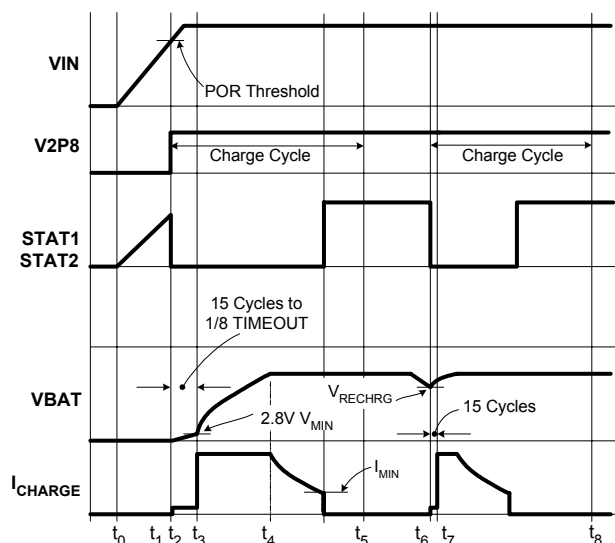 VIN
POR Threshold
V2P8
Charge Cycle
Charge Cycle
STAT1
STAT2
15 Cycles to
1/8 TIMEOUT
VBAT
VRECHRG
15 Cycles
2.8V VMIN
ICHARGE
IMIN
t0 t1 t2 t3 t4 t5 t6 t7 t8